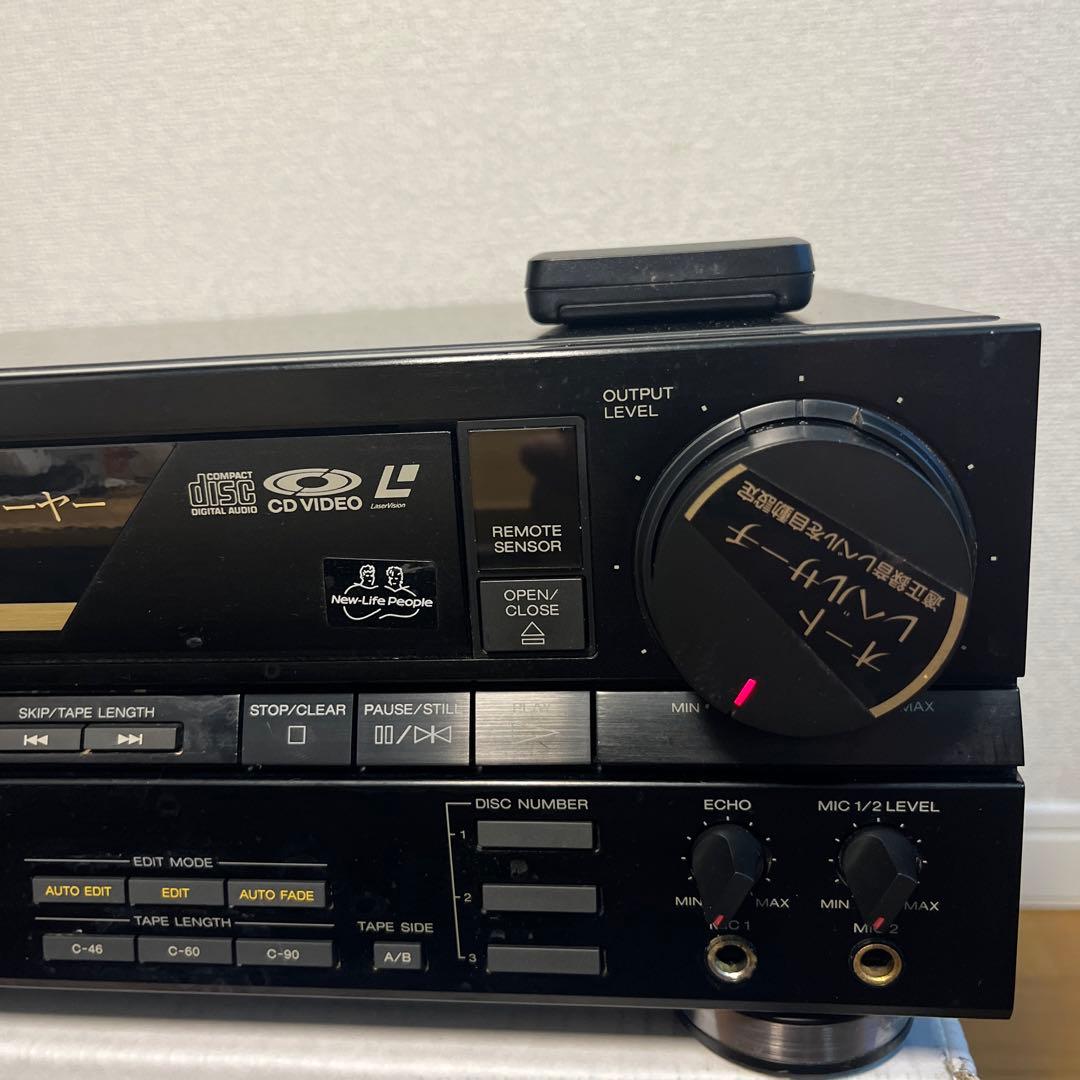 OUTPUT
LEVEL
COMPACT
disc
DIGITAL AUDIO
CD VIDEO
LaserVision
ーヤー
REMOTE
SENSOR
New-Life People
OPEN/
CLOSE
オート
レベルサーチ
適正録音レベルを自動設定
MIN
MAX
SKIP/TAPE LENGTH
STOP/CLEAR
PAUSE/STILL
PLAY
DISC NUMBER
1
2
3
ECHO
MIC 1/2 LEVEL
MIN
MAX
MIN
MAX
MIC 1
MIC 2
EDIT MODE
AUTO EDIT
EDIT
AUTO FADE
TAPE LENGTH
C-46
C-60
C-90
TAPE SIDE
A/B